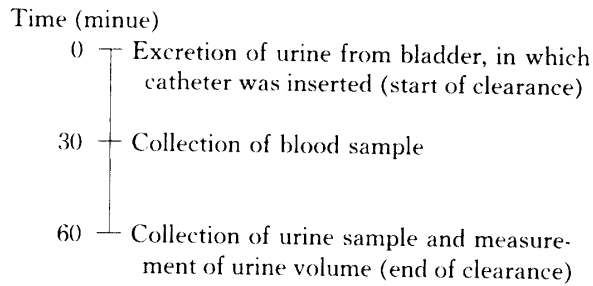 Time (minue)
0 Excretion of urine from bladder, in which
catheter was inserted (start of clearance)
30 Collection of blood sample
60 Collection of urine sample and measure-
ment of urine volume (end of clearance)